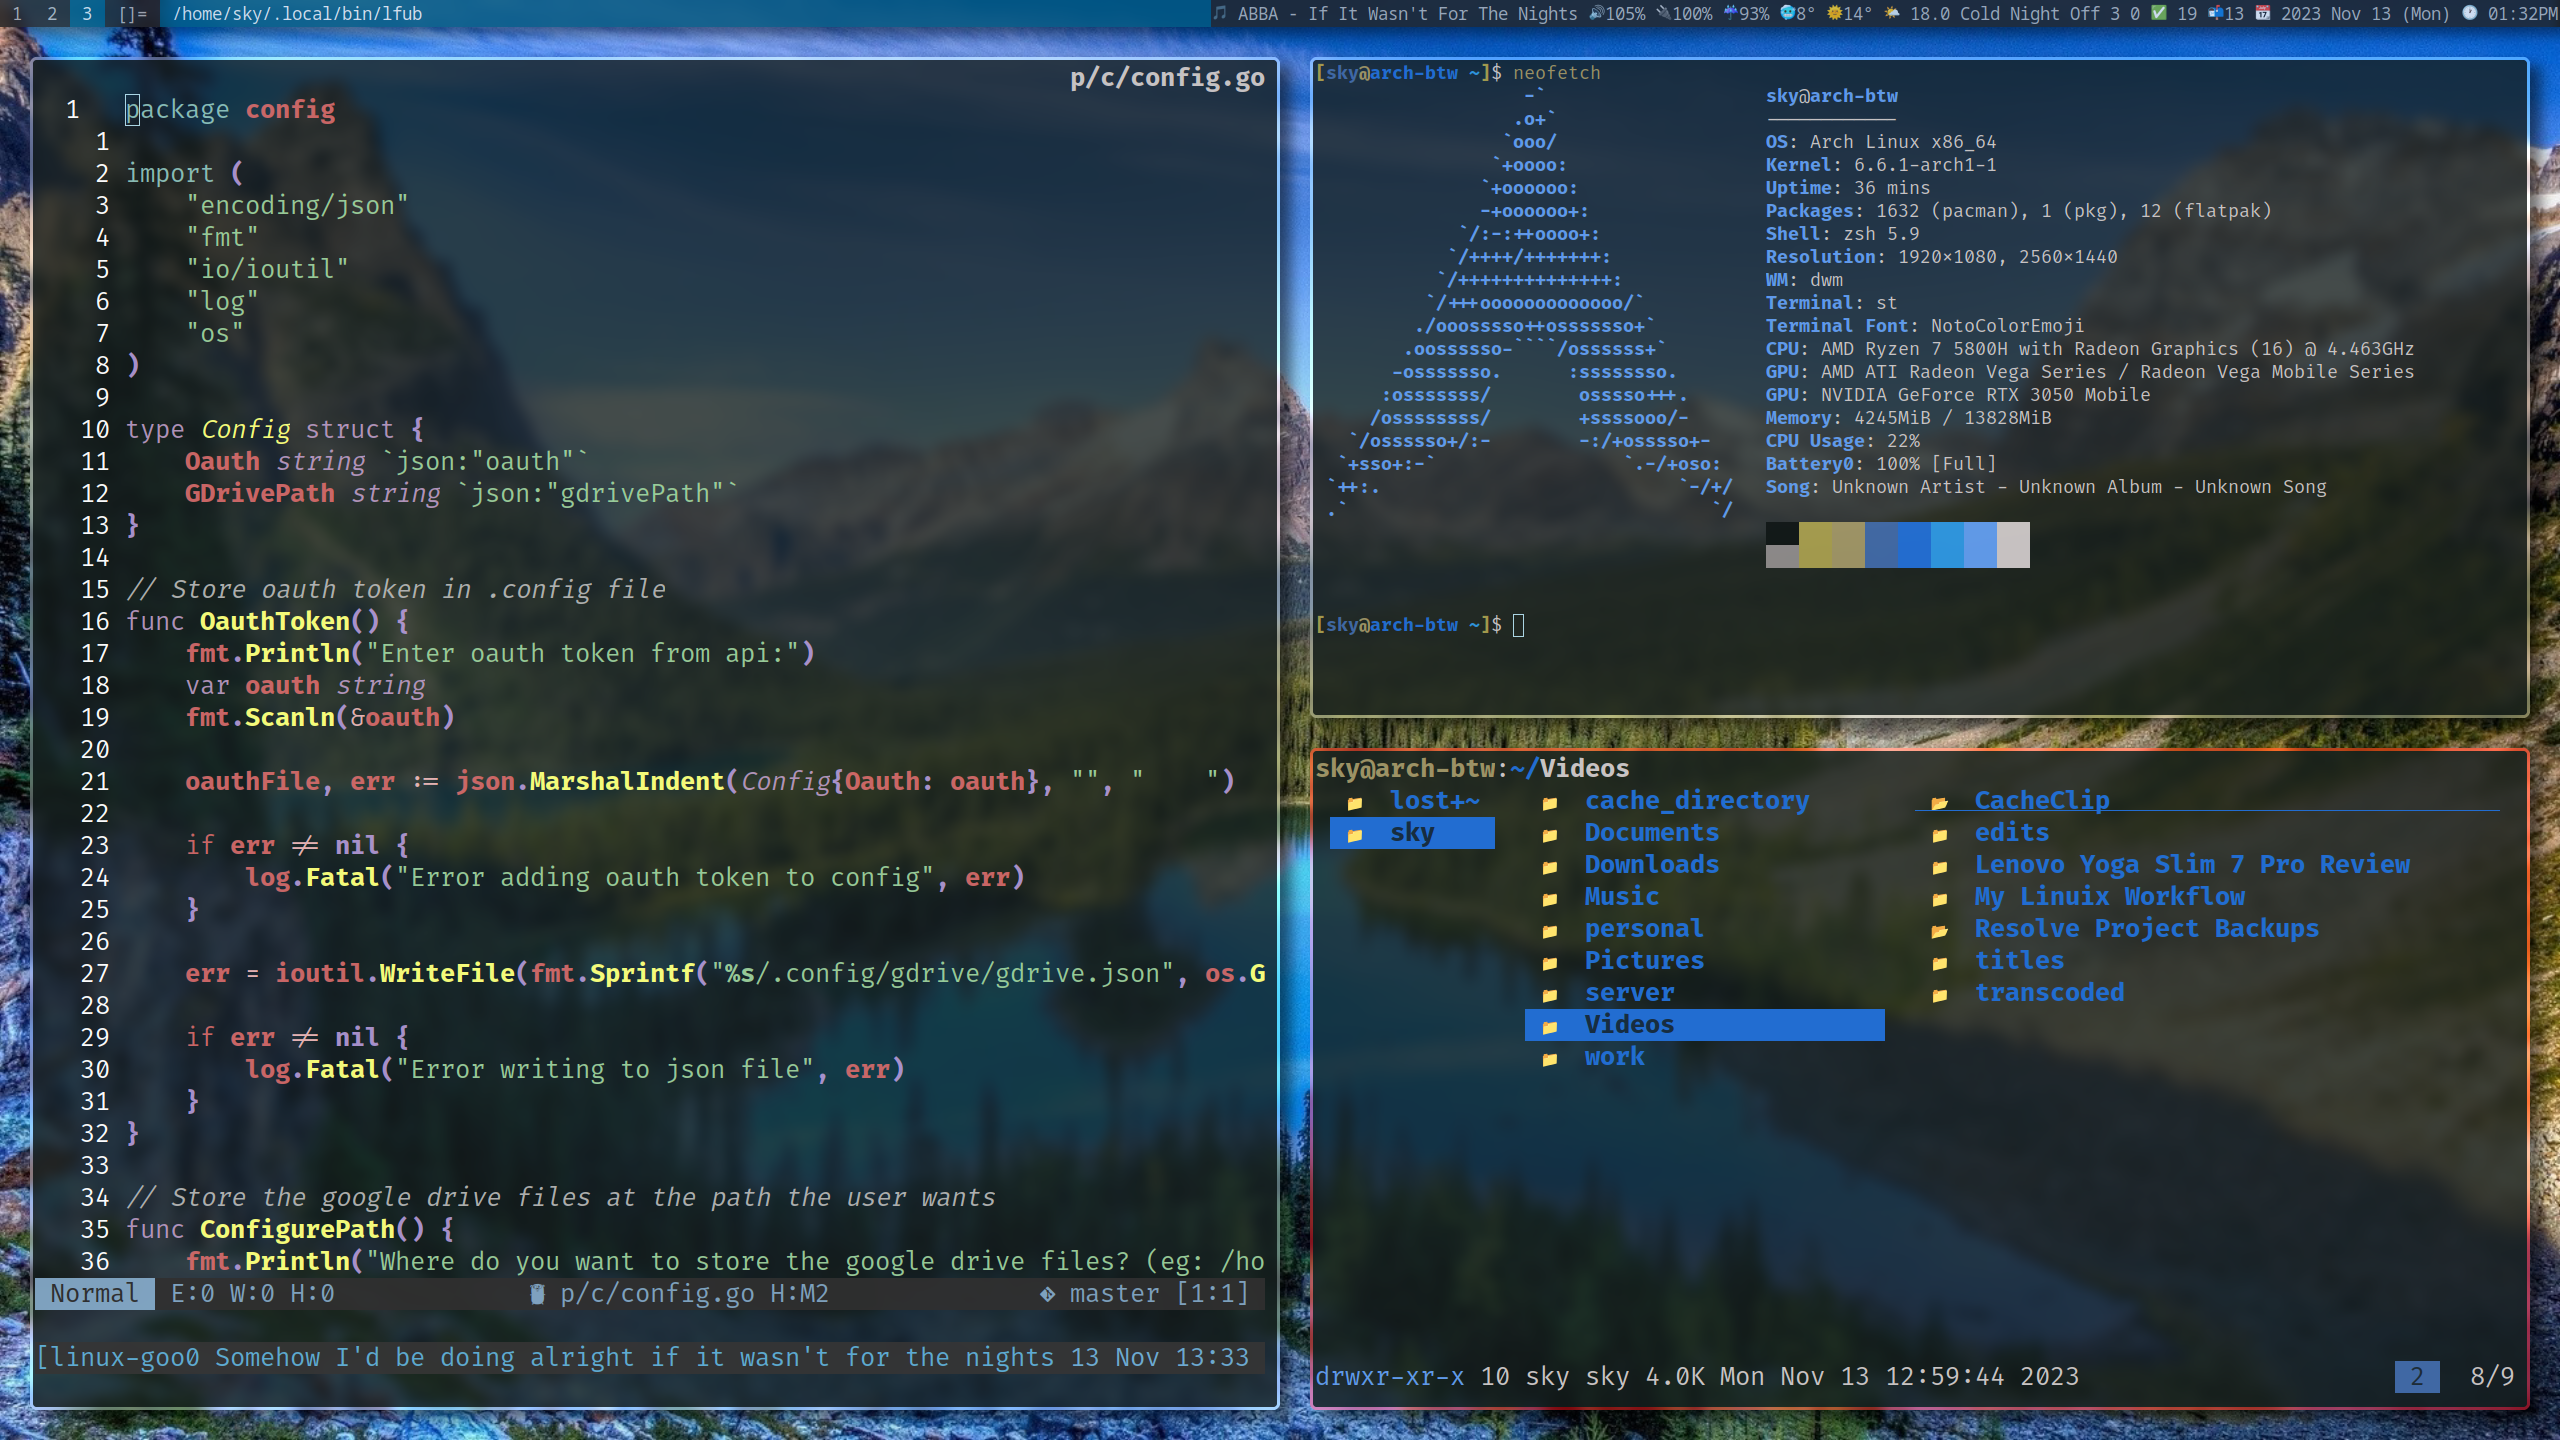 1 2 3 []= /home/sky/.local/bin/lfub
ABBA - If It Wasn't For The Nights 105% 100% 93% 8° 14° 18.0 Cold Night Off 3 0 19 13 2023 Nov 13 (Mon) 01:32PM
p/c/config.go
1 package config
1
2 import (
3 "encoding/json"
4 "fmt"
5 "io/ioutil"
6 "log"
7 "os"
8 )
9
10 type Config struct {
11 Oauth string `json:"oauth"`
12 GDrivePath string `json:"gdrivePath"`
13 }
14
15 // Store oauth token in .config file
16 func OauthToken() {
17 fmt.Println("Enter oauth token from api:")
18 var oauth string
19 fmt.Scanln(&oauth)
20
21 oauthFile, err := json.MarshalIndent(Config{Oauth: oauth}, "", "    ")
22
23 if err != nil {
24 log.Fatal("Error adding oauth token to config", err)
25 }
26
27 err = ioutil.WriteFile(fmt.Sprintf("%s/.config/gdrive/gdrive.json", os.G
28
29 if err != nil {
30 log.Fatal("Error writing to json file", err)
31 }
32 }
33
34 // Store the google drive files at the path the user wants
35 func ConfigurePath() {
36 fmt.Println("Where do you want to store the google drive files? (eg: /ho
Normal E:0 W:0 H:0 p/c/config.go H:M2 master [1:1]
[linux-goo0 Somehow I'd be doing alright if it wasn't for the nights 13 Nov 13:33
[sky@arch-btw ~]$ neofetch
                  -`
                 .o+`
                `ooo/
               `+oooo:
              `+oooooo:
              -+oooooo+:
            `/:-:++oooo+:
           `/++++/+++++++:
          `/++++++++++++++:
         `/+++ooooooooooooo/`
        ./ooosssso++osssssso+`
       .oossssso-````/ossssss+`
      -osssssso.      :ssssssso.
     :osssssss/        osssso+++.
    /ossssssss/        +ssssooo/-
  `/ossssso+/:-        -:/+osssso+-
 `+sso+:-`                 `.-/+oso:
`++:.                           `-/+/
.`                                 `/
sky@arch-btw
------------
OS: Arch Linux x86_64
Kernel: 6.6.1-arch1-1
Uptime: 36 mins
Packages: 1632 (pacman), 1 (pkg), 12 (flatpak)
Shell: zsh 5.9
Resolution: 1920×1080, 2560×1440
WM: dwm
Terminal: st
Terminal Font: NotoColorEmoji
CPU: AMD Ryzen 7 5800H with Radeon Graphics (16) @ 4.463GHz
GPU: AMD ATI Radeon Vega Series / Radeon Vega Mobile Series
GPU: NVIDIA GeForce RTX 3050 Mobile
Memory: 4245MiB / 13828MiB
CPU Usage: 22%
Battery0: 100% [Full]
Song: Unknown Artist - Unknown Album - Unknown Song
[sky@arch-btw ~]$
sky@arch-btw:~/Videos
lost+~
sky
cache_directory
Documents
Downloads
Music
personal
Pictures
server
Videos
work
CacheClip
edits
Lenovo Yoga Slim 7 Pro Review
My Linuix Workflow
Resolve Project Backups
titles
transcoded
drwxr-xr-x 10 sky sky 4.0K Mon Nov 13 12:59:44 2023 2 8/9